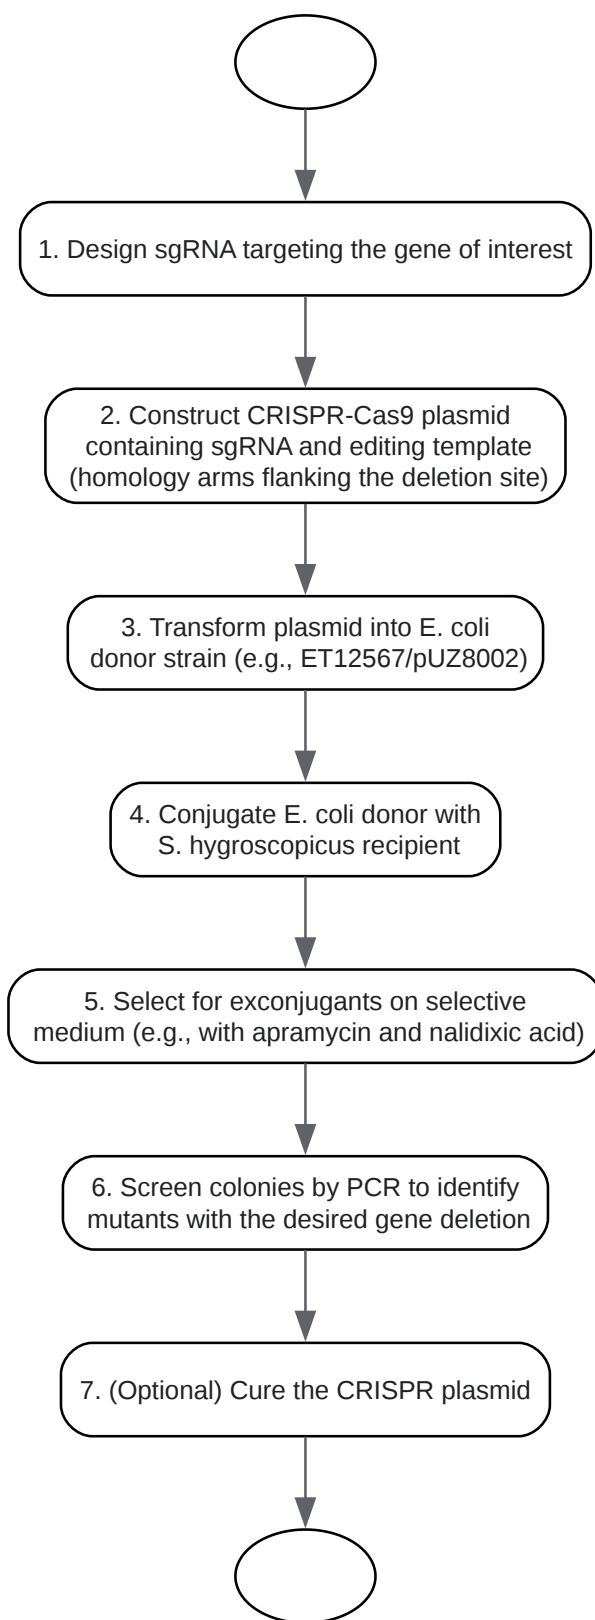 1. Design sgRNA targeting the gene of interest
2. Construct CRISPR-Cas9 plasmid
containing sgRNA and editing template
(homology arms flanking the deletion site)
3. Transform plasmid into E. coli
donor strain (e.g., ET12567/pUZ8002)
4. Conjugate E. coli donor with
S. hygroscopicus recipient
5. Select for exconjugants on selective
medium (e.g., with apramycin and nalidixic acid)
6. Screen colonies by PCR to identify
mutants with the desired gene deletion
7. (Optional) Cure the CRISPR plasmid